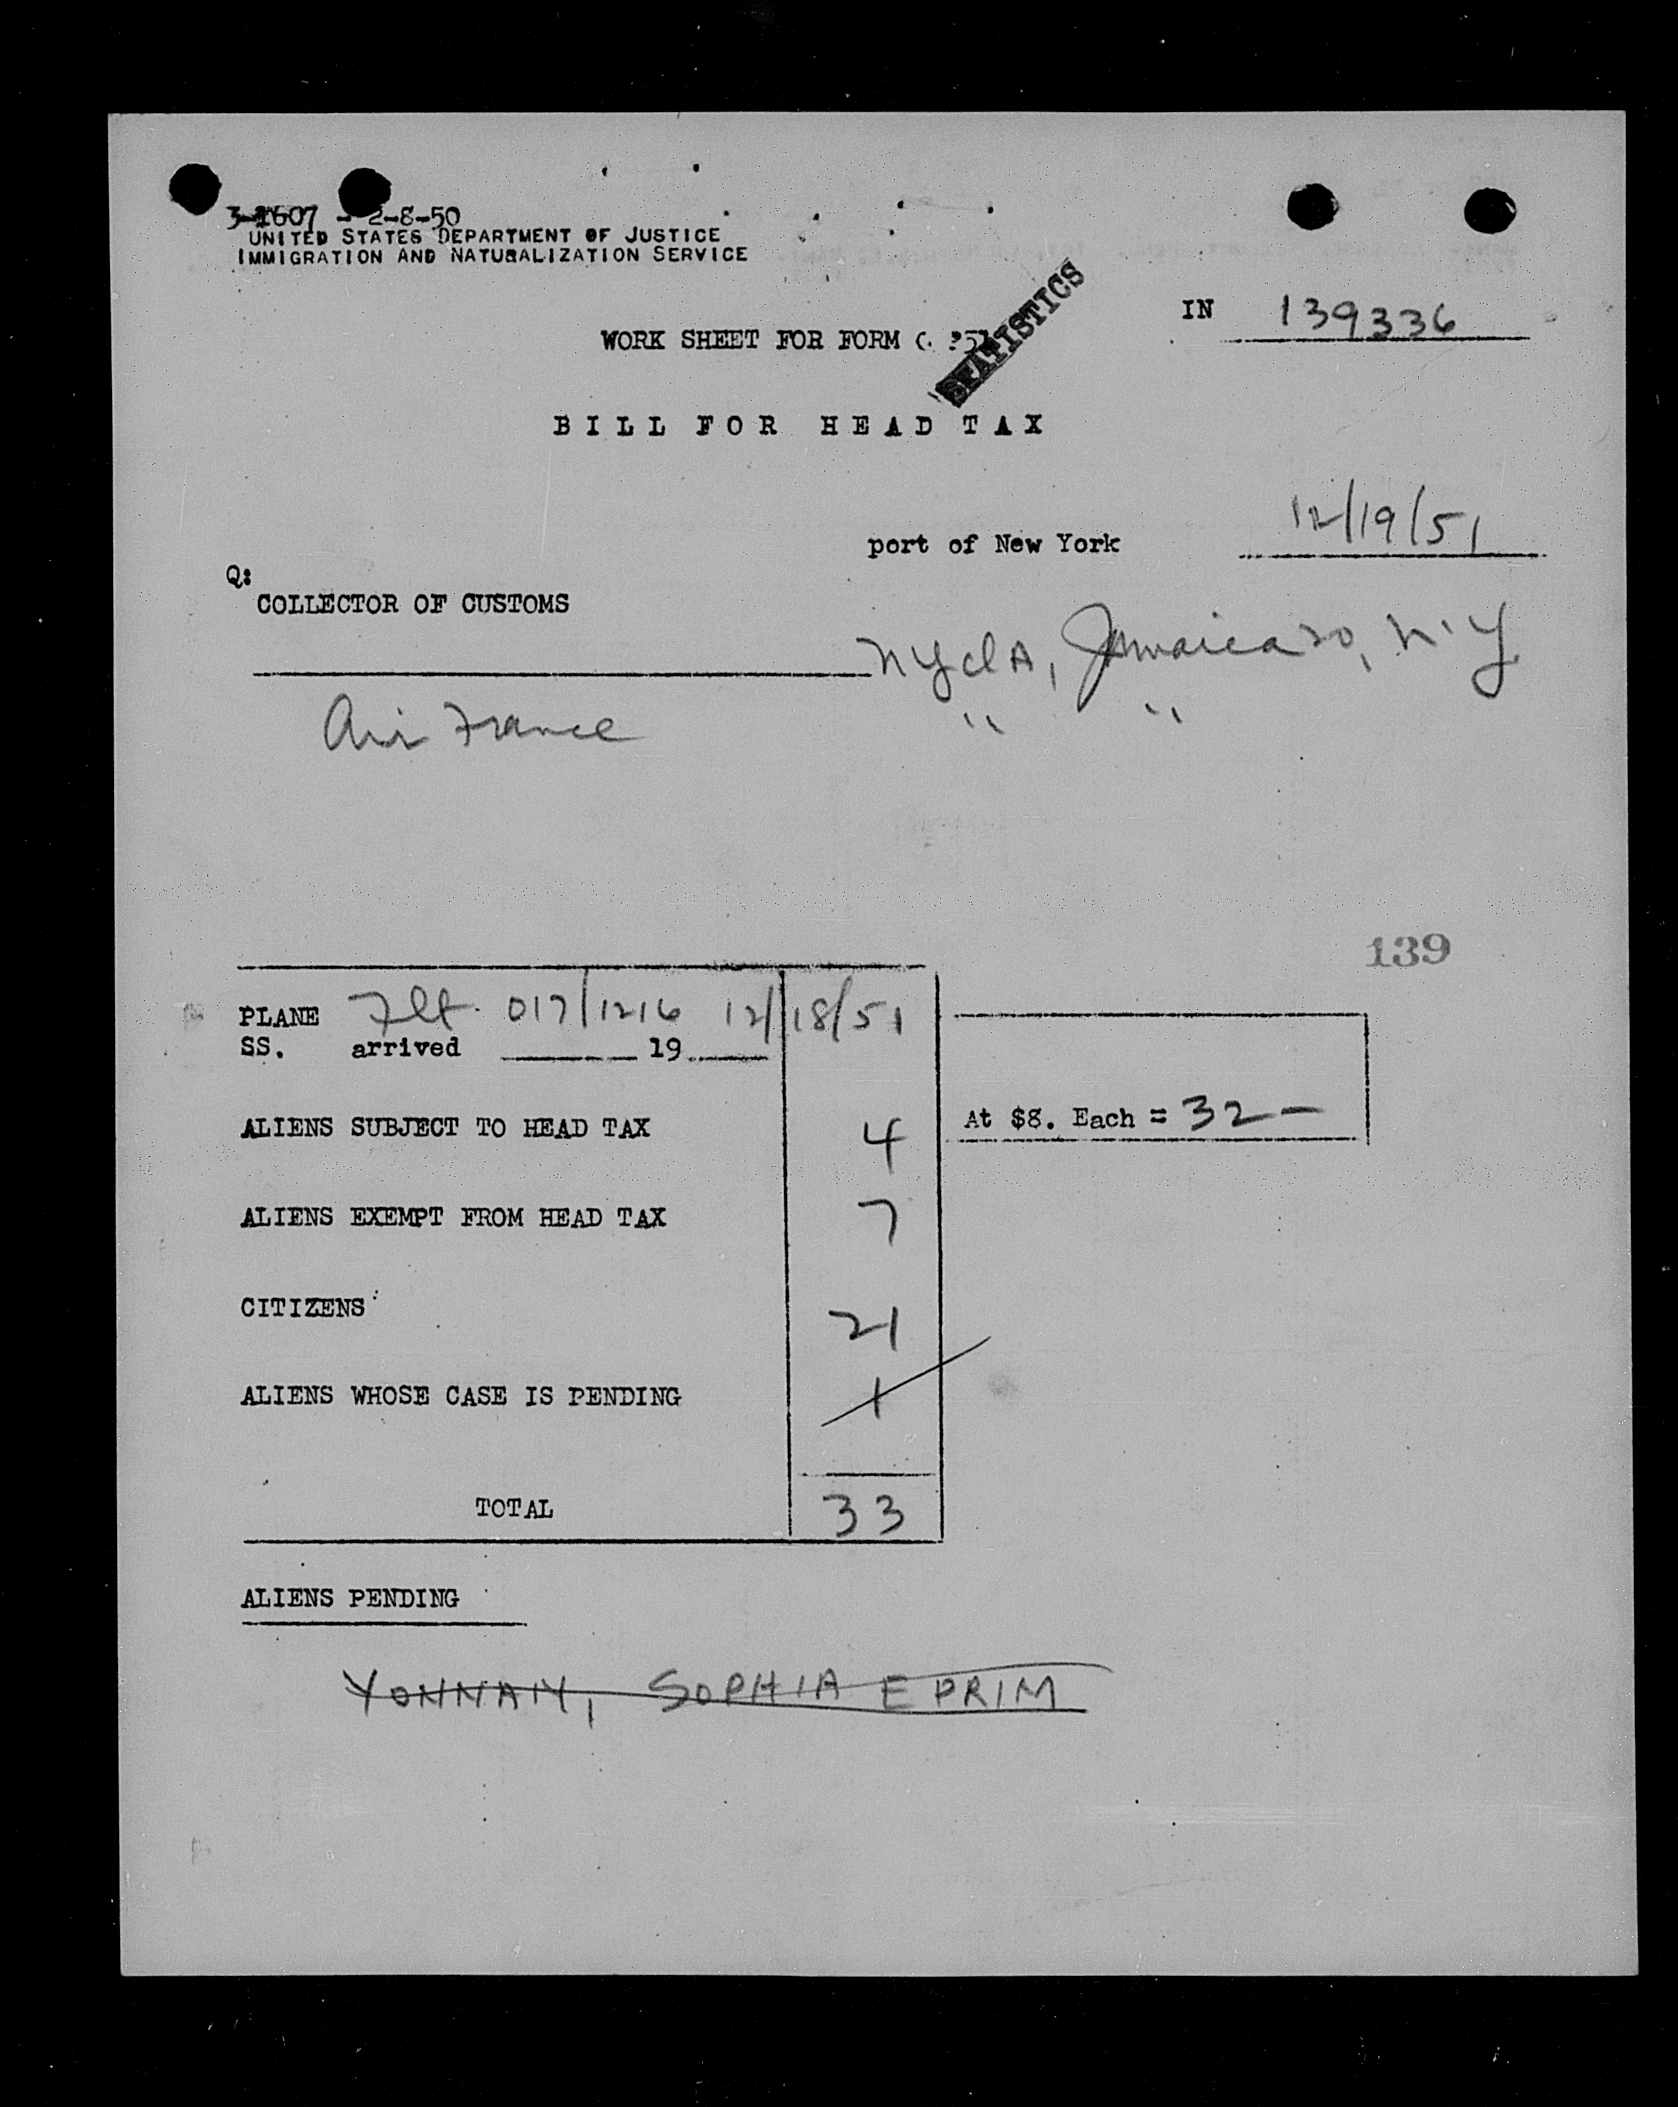 3-1607 - 2-8-50
UNITED STATES DEPARTMENT OF JUSTICE
IMMIGRATION AND NATURALIZATION SERVICE
IN 139336
WORK SHEET FOR FORM
STATISTICS
BILL FOR HEAD TAX
12/19/51
port of New York
Q:
COLLECTOR OF CUSTOMS
NYCIA, Jamaica 30, N.Y
Air France " "
139
PLANE Flt. 017/1216 12/18/51
SS. arrived 19
ALIENS SUBJECT TO HEAD TAX 4 At $8. Each = 32-
ALIENS EXEMPT FROM HEAD TAX 7
CITIZENS 21
ALIENS WHOSE CASE IS PENDING 1
TOTAL 33
ALIENS PENDING
YONNAN, SOPHIA EPRIM